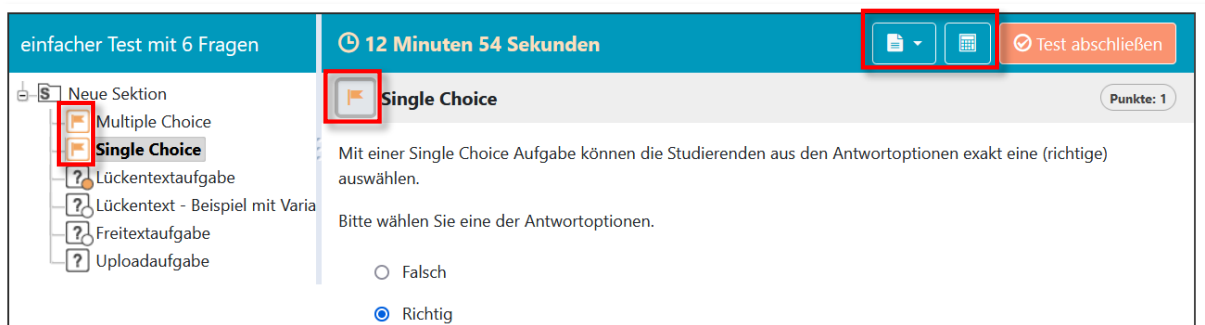 einfacher Test mit 6 Fragen
12 Minuten 54 Sekunden
Test abschließen
S Neue Sektion
Multiple Choice
Single Choice
? Lückentextaufgabe
? Lückentext - Beispiel mit Varia
? Freitextaufgabe
? Uploadaufgabe
Single Choice
Punkte: 1
Mit einer Single Choice Aufgabe können die Studierenden aus den Antwortoptionen exakt eine (richtige)
auswählen.
Bitte wählen Sie eine der Antwortoptionen.
Falsch
Richtig